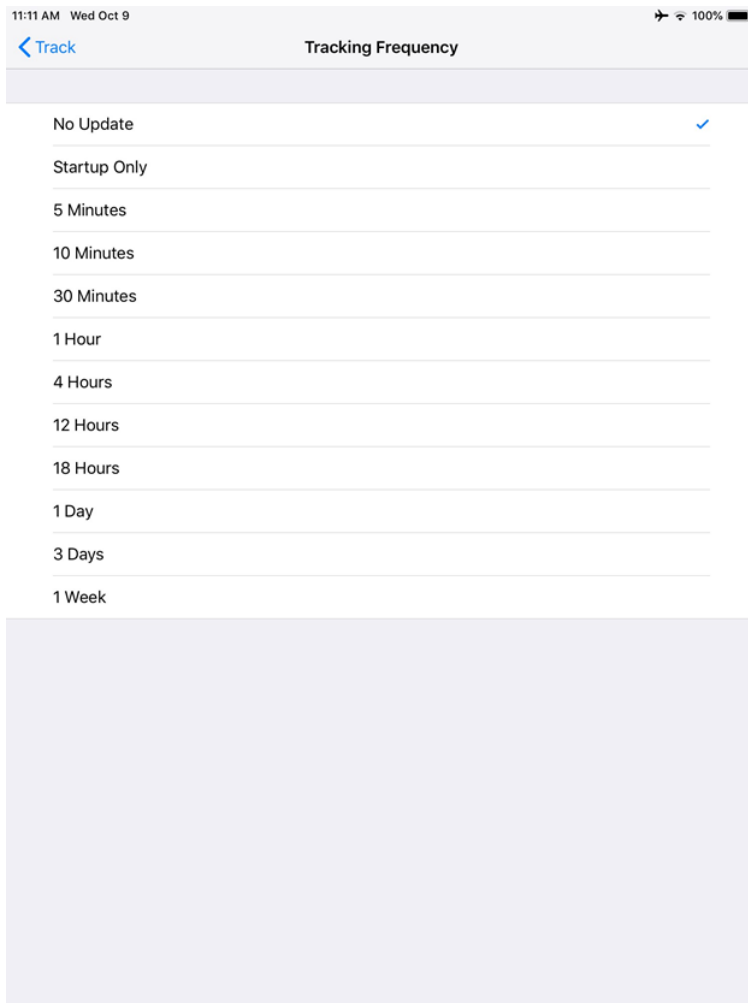 11:11 AM Wed Oct 9 100%
Track Tracking Frequency
No Update
Startup Only
5 Minutes
10 Minutes
30 Minutes
1 Hour
4 Hours
12 Hours
18 Hours
1 Day
3 Days
1 Week